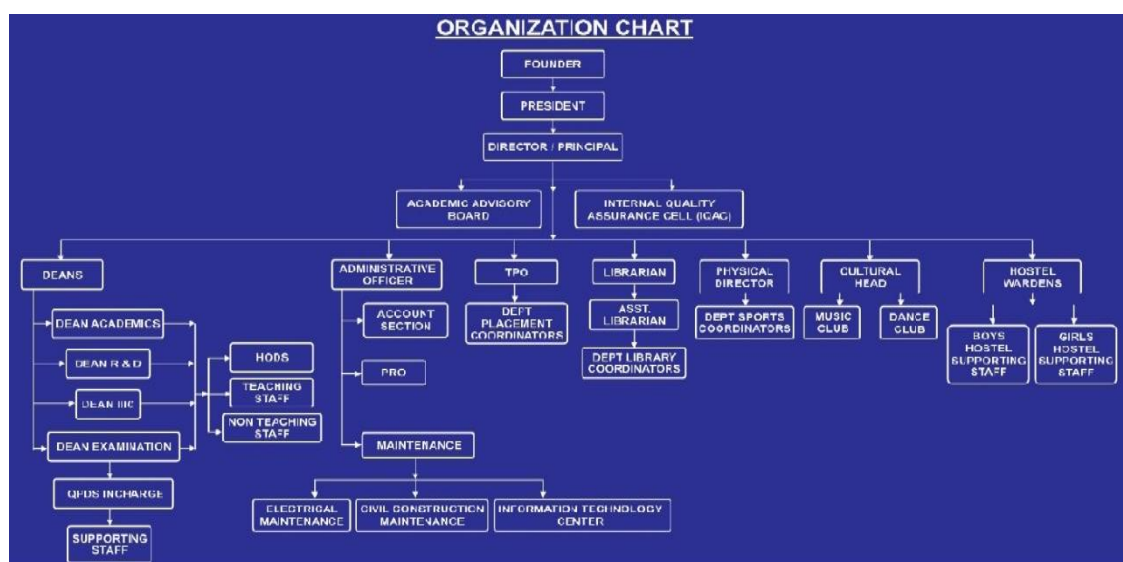 ORGANIZATION CHART
FOUNDER
PRESIDENT
DIRECTOR / PRINCIPAL
ACADEMIC ADVISORY
BOARD
INTERNAL QUALITY
ASSURANCE CELL (IQAC)
DEANS
ADMINISTRATIVE
OFFICER
TPO
LIBRARIAN
PHYSICAL
DIRECTOR
CULTURAL
HEAD
HOSTEL
WARDENS
DEAN ACADEMICS
DEAN R & D
DEAN IIIC
DEAN EXAMINATION
HODS
TEACHING
STAFF
NON TEACHING
STAFF
INCHARGE
SUPPORTING
STAFF
ACCOUNT
SECTION
PRO
MAINTENANCE
ELECTRICAL
MAINTENANCE
CIVIL CONSTRUCTION
MAINTENANCE
INFORMATION TECHNOLOGY
CENTER
DEPT
PLACEMENT
COORDINATORS
ASST.
LIBRARIAN
DEPT LIBRARY
COORDINATORS
DEPT SPORTS
COORDINATORS
MUSIC
CLUB
DANCE
CLUB
BOYS
HOSTEL
SUPPORTING
STAFF
GIRLS
HOSTEL
SUPPORTING
STAFF